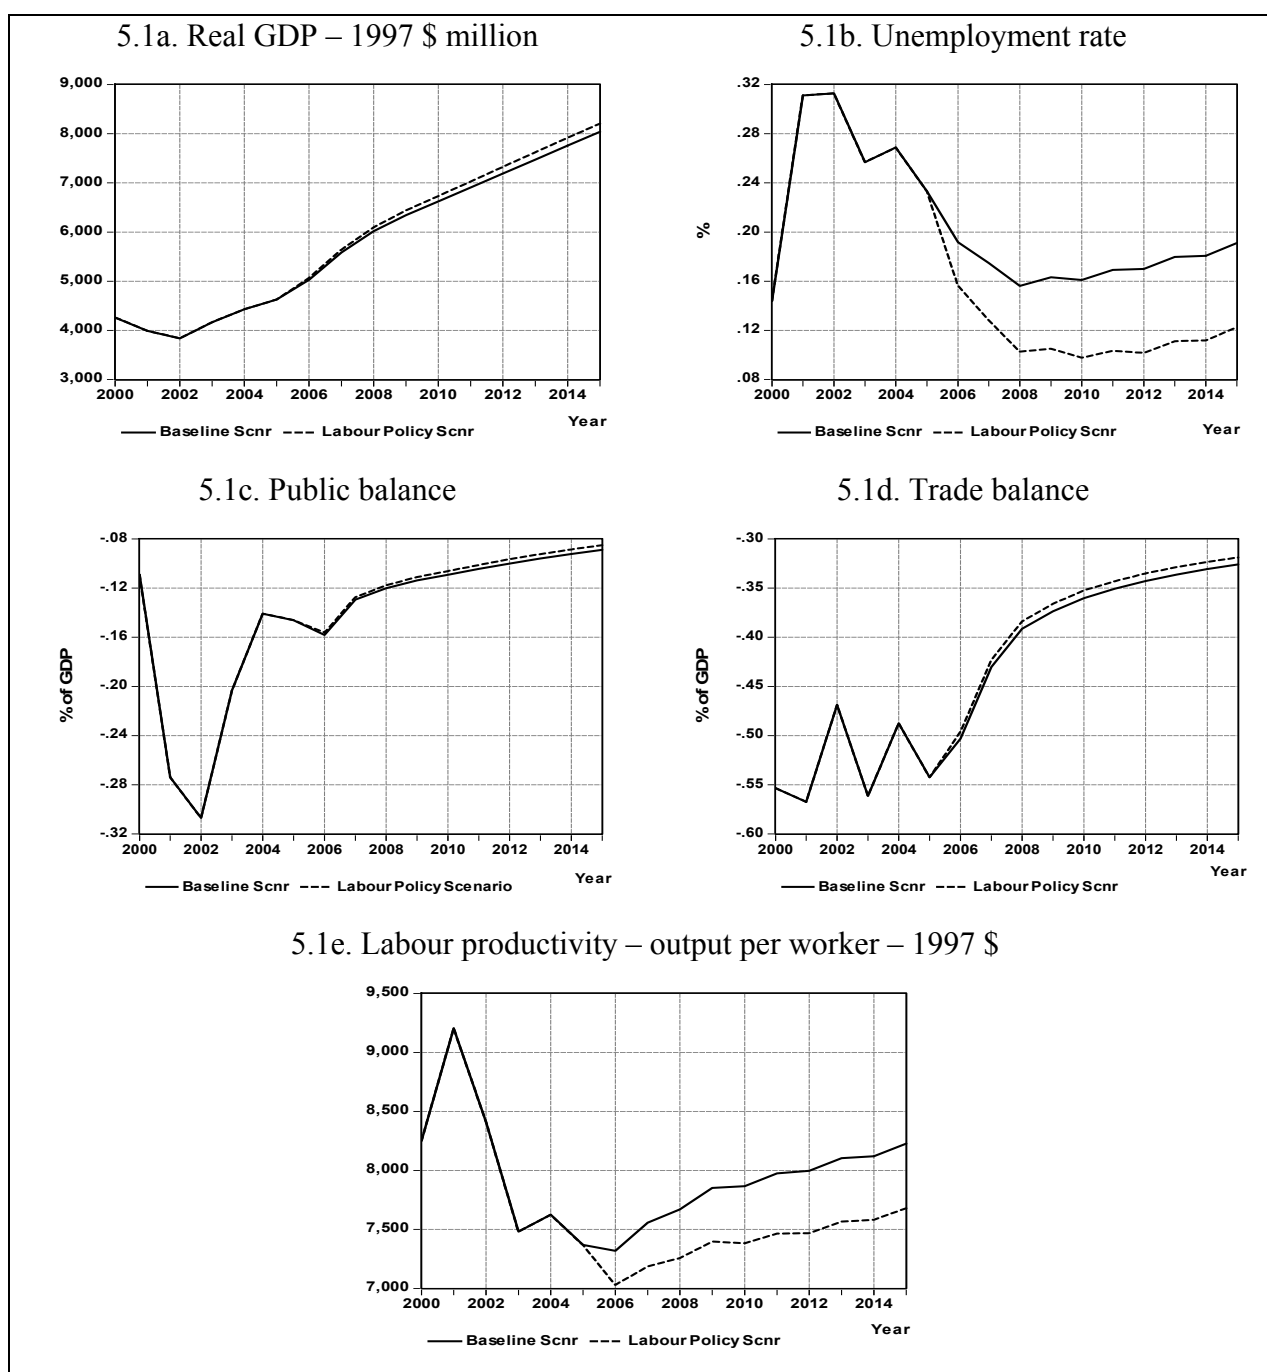 5.1a. Real GDP – 1997 $ million
9,000
8,000
7,000
6,000
5,000
4,000
3,000
2000 2002 2004 2006 2008 2010 2012 2014
Year
Baseline Scnr Labour Policy Scnr
5.1b. Unemployment rate
%
.32
.28
.24
.20
.16
.12
.08
2000 2002 2004 2006 2008 2010 2012 2014
Baseline Scnr Labour Policy Scnr Year
5.1c. Public balance
% of GDP
-.08
-.12
-.16
-.20
-.24
-.28
-.32
2000 2002 2004 2006 2008 2010 2012 2014
Year
Baseline Scnr Labour Policy Scenario
5.1d. Trade balance
% of GDP
-.30
-.35
-.40
-.45
-.50
-.55
-.60
2000 2002 2004 2006 2008 2010 2012 2014
Year
Baseline Scnr Labour Policy Scnr
5.1e. Labour productivity – output per worker – 1997 $
9,500
9,000
8,500
8,000
7,500
7,000
2000 2002 2004 2006 2008 2010 2012 2014
Year
Baseline Scnr Labour Policy Scnr